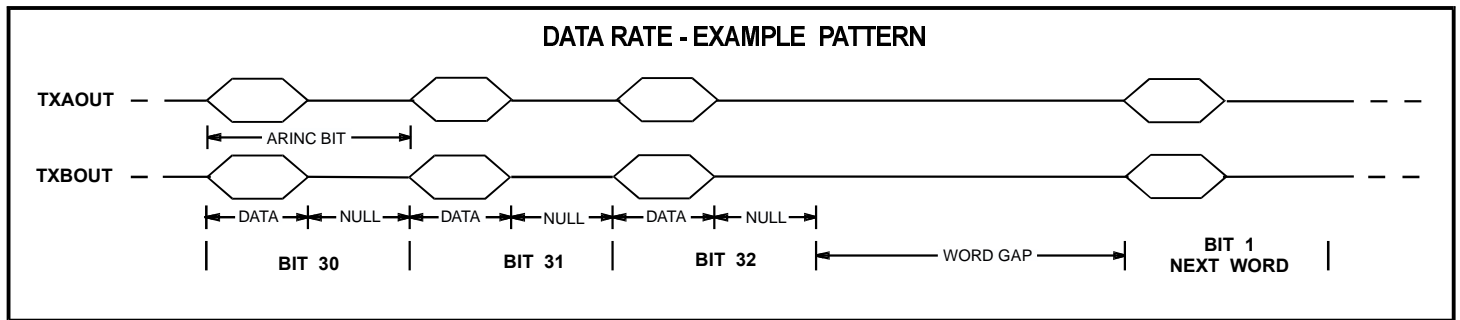 DATA RATE - EXAMPLE PATTERN
TXAOUT
ARINC BIT
TXBOUT
DATA NULL DATA NULL DATA NULL
BIT 30 BIT 31 BIT 32 WORD GAP BIT 1
NEXT WORD